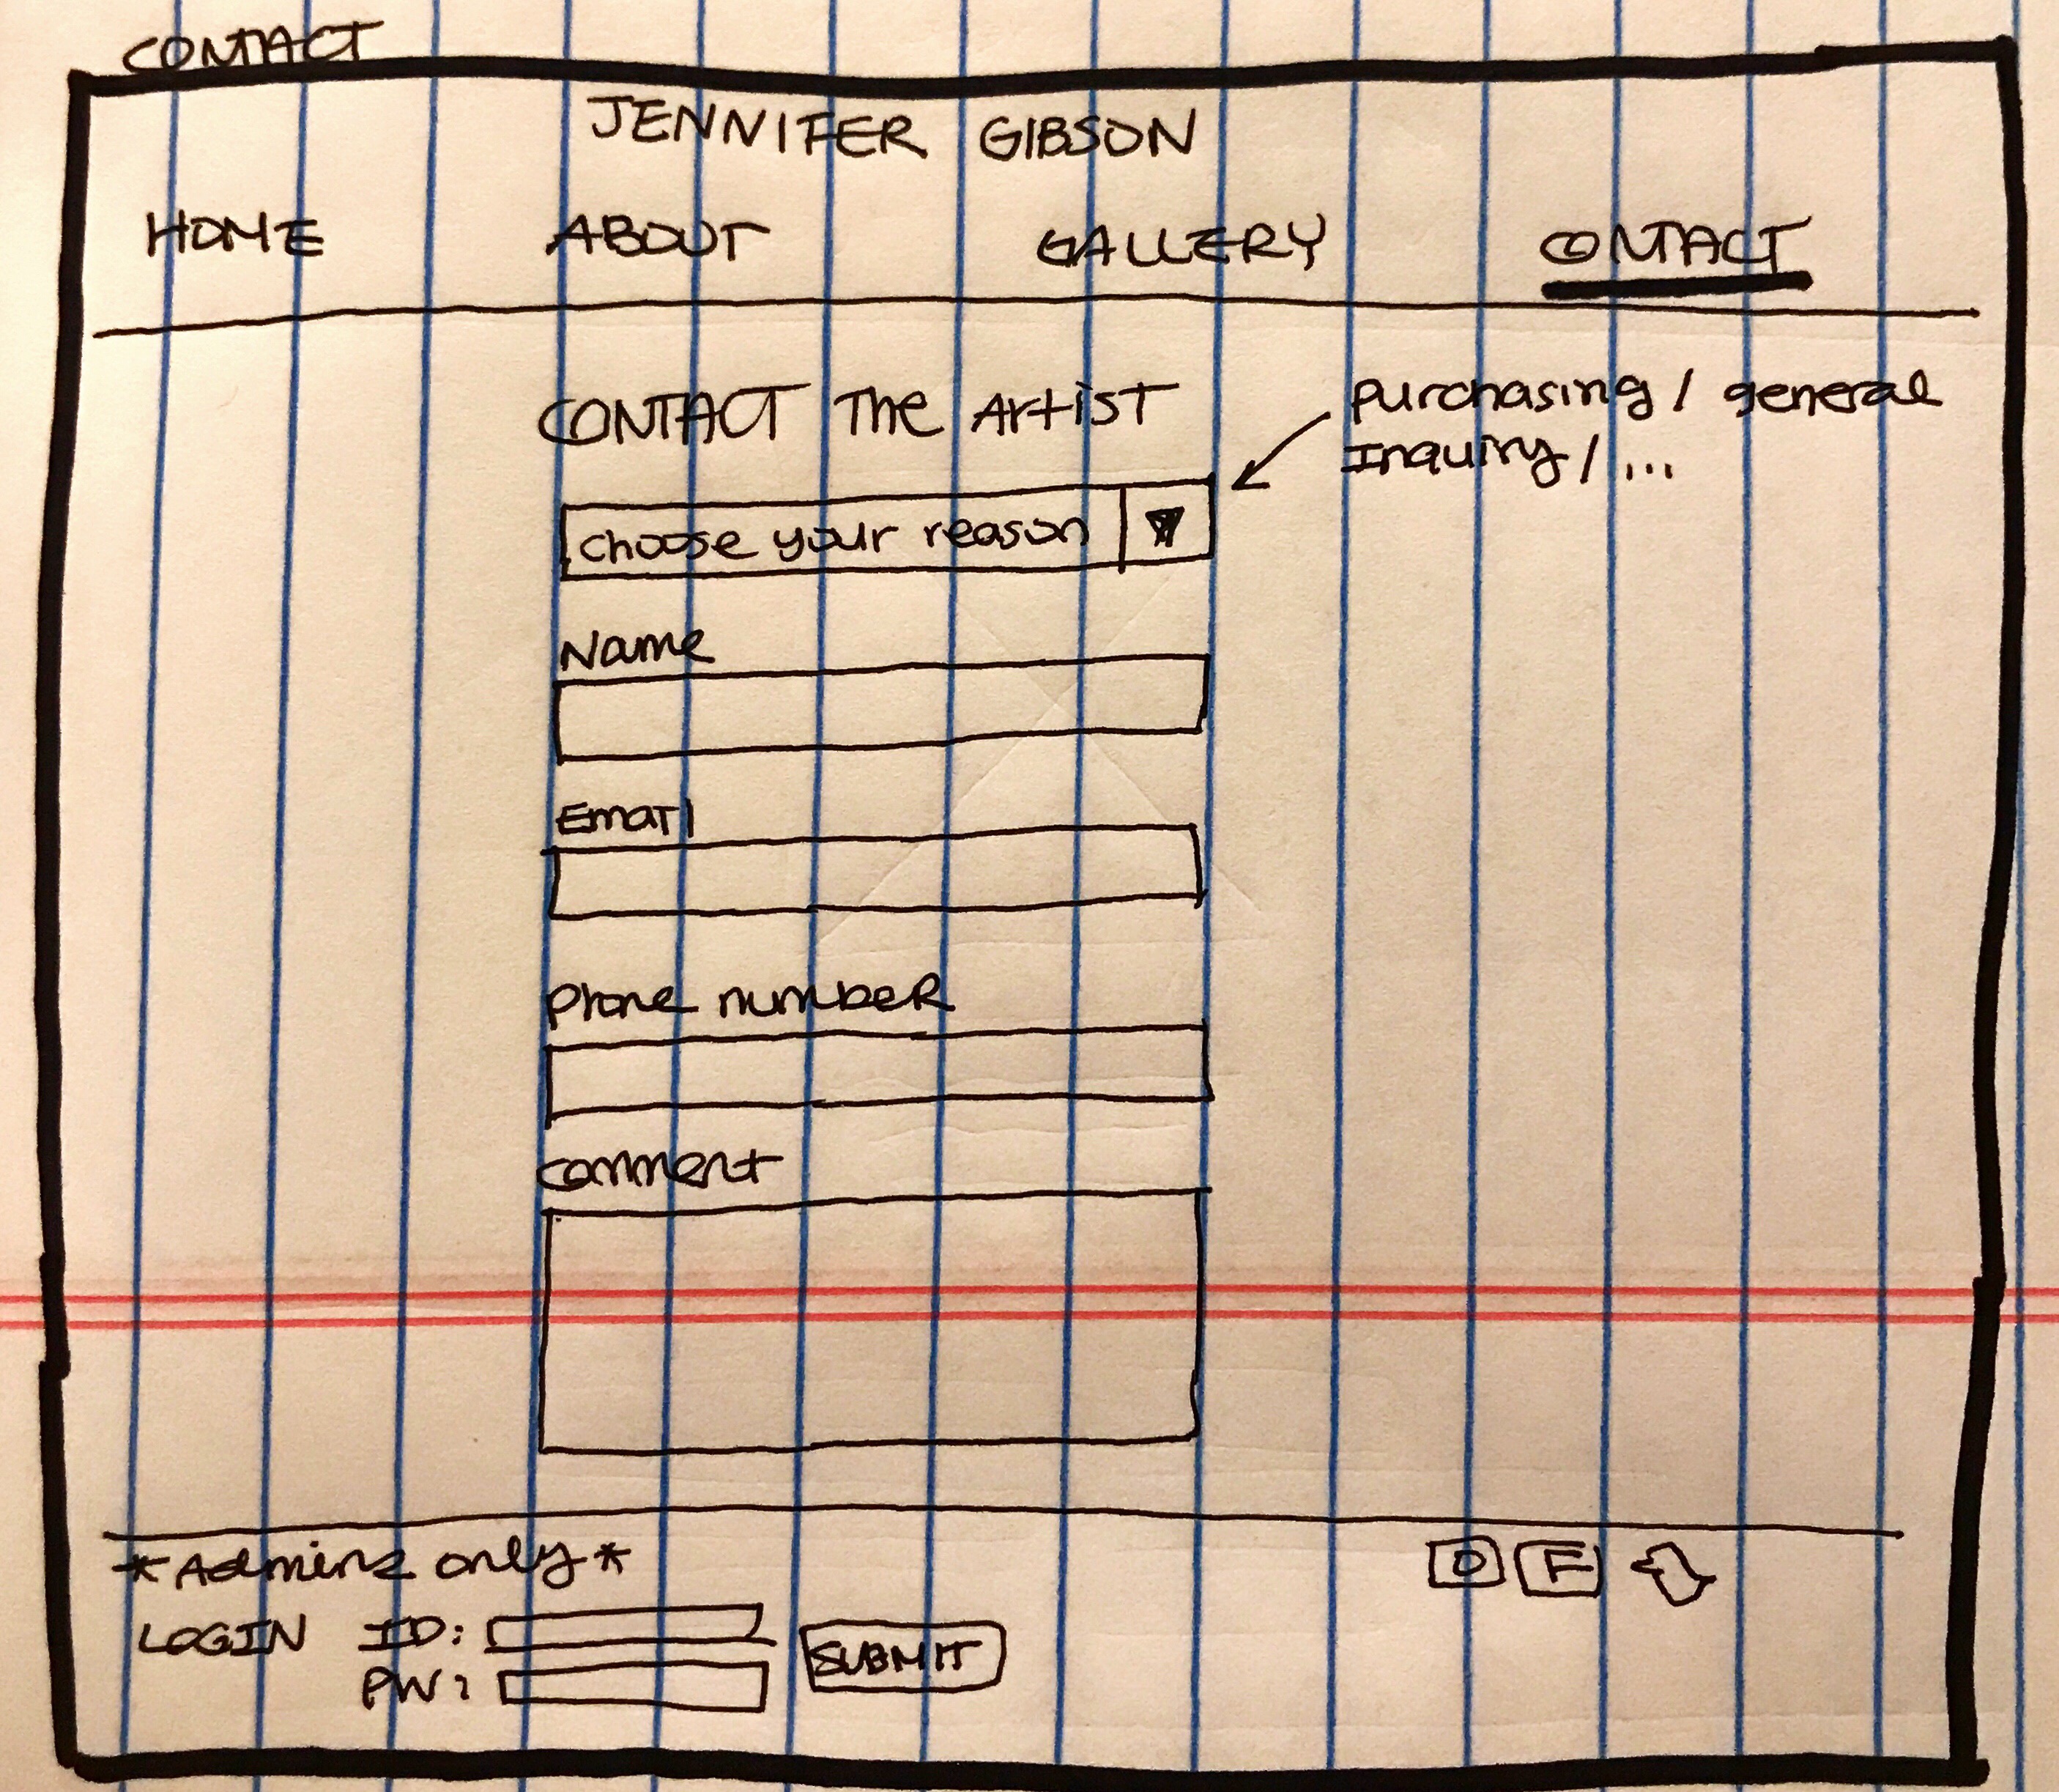 CONTACT
JENNIFER GIBSON
HOME ABOUT GALLERY CONTACT
CONTACT The Artist
purchasing / general
Inquiry / ...
choose your reason
Name
Email
phone number
comment
*Admins only*
O F
LOGIN ID:
SUBMIT
PW: